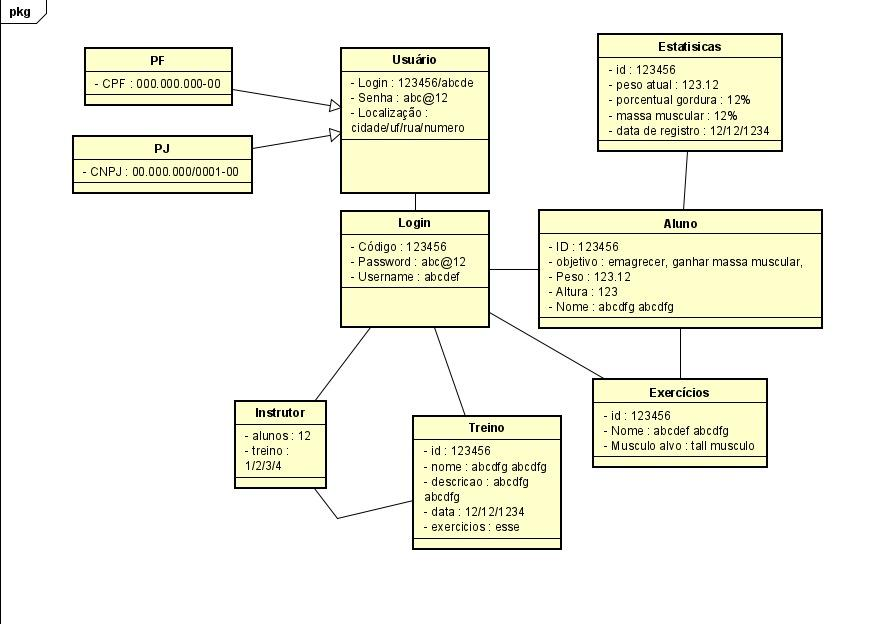 pkg
PF
- CPF : 000.000.000-00
PJ
- CNPJ : 00.000.000/0001-00
Usuário
- Login : 123456/abcde
- Senha : abc@12
- Localização :
cidade/uf/rua/numero
Estatisicas
- id : 123456
- peso atual : 123.12
- porcentual gordura : 12%
- massa muscular : 12%
- data de registro : 12/12/1234
Login
- Código : 123456
- Password : abc@12
- Username : abcdef
Aluno
- ID : 123456
- objetivo : emagrecer, ganhar massa muscular,
- Peso : 123.12
- Altura : 123
- Nome : abcdfg abcdfg
Instrutor
- alunos : 12
- treino :
1/2/3/4
Treino
- id : 123456
- nome : abcdfg abcdfg
- descricao : abcdfg
abcdfg
- data : 12/12/1234
- exercicios : esse
Exercícios
- id : 123456
- Nome : abcdef abcdfg
- Musculo alvo : tall musculo